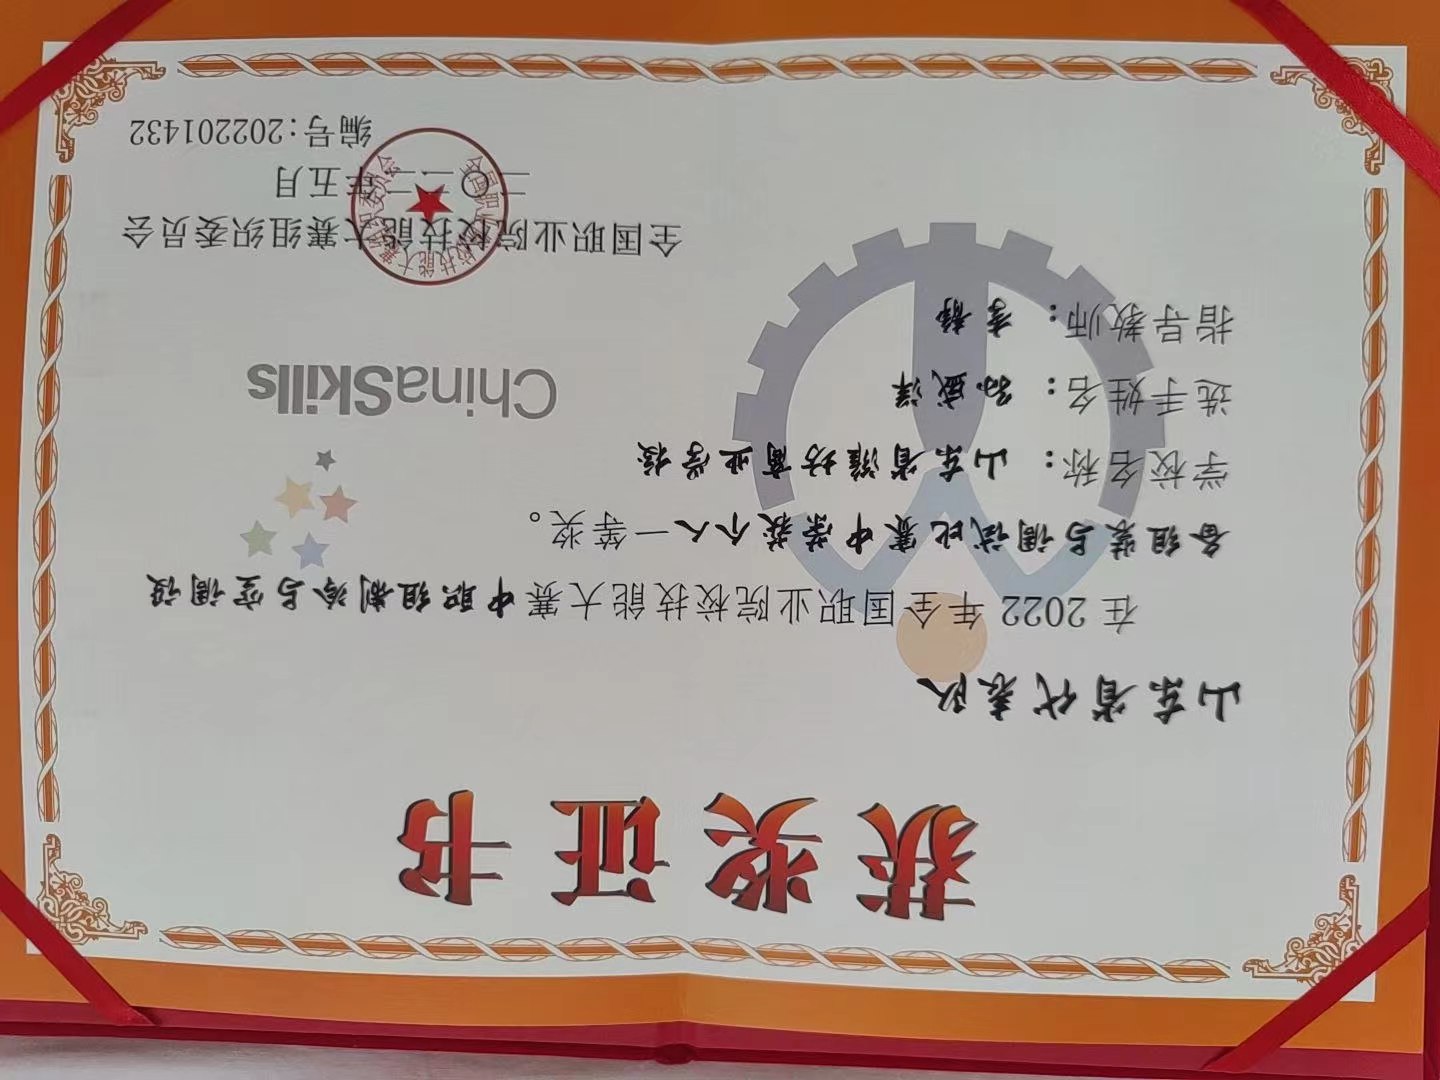 获奖证书
山东省代表队
在2022年全国职业院校技能大赛中职组制冷与空调设
备组装与调试比赛中荣获个人一等奖。
学校名称：山东省潍坊商业学校
选手姓名：孙盛洋
指导教师：李静
ChinaSkills
全国职业院校技能大赛组织委员会
二〇二二年五月
编号：202201432